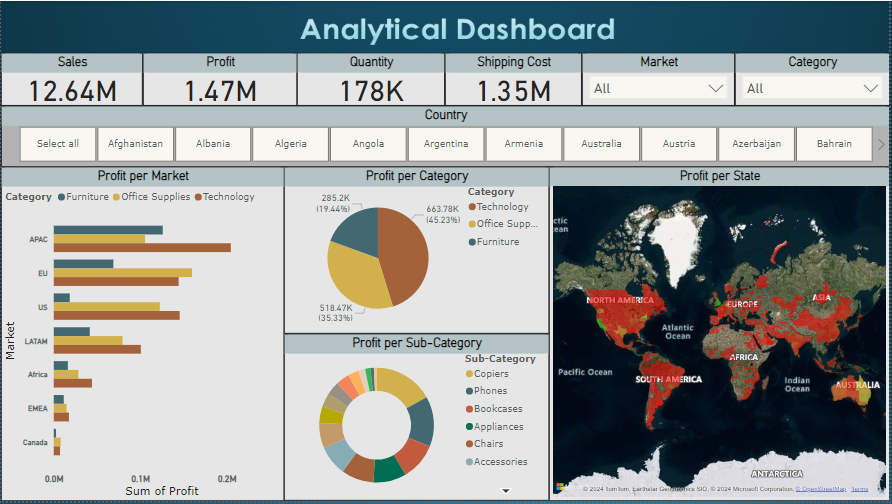 Analytical Dashboard
Sales
Profit
Quantity
Shipping Cost
Market
Category
12.64M
1.47M
178K
1.35M
All
All
Country
Select all
Afghanistan
Albania
Algeria
Angola
Argentina
Armenia
Australia
Austria
Azerbaijan
Bahrain
Profit per Market
Category
Furniture
Office Supplies
Technology
Market
APAC
EU
US
LATAM
Africa
EMEA
Canada
0.0M
0.1M
0.2M
Sum of Profit
Profit per Category
285.2K
(19.44%)
663.78K
(45.23%)
518.47K
(35.33%)
Category
Technology
Office Supp...
Furniture
Profit per Sub-Category
Sub-Category
Copiers
Phones
Bookcases
Appliances
Chairs
Accessories
Profit per State
ctic
ean
NORTH AMERICA
EUROPE
ASIA
Atlantic
Ocean
AFRICA
Pacific Ocean
SOUTH AMERICA
Indian
Ocean
AUSTRALIA
ANTARCTICA
© 2024 TomTom, Earthstar Geographics SIO, © 2024 Microsoft Corporation, © OpenStreetMap Terms